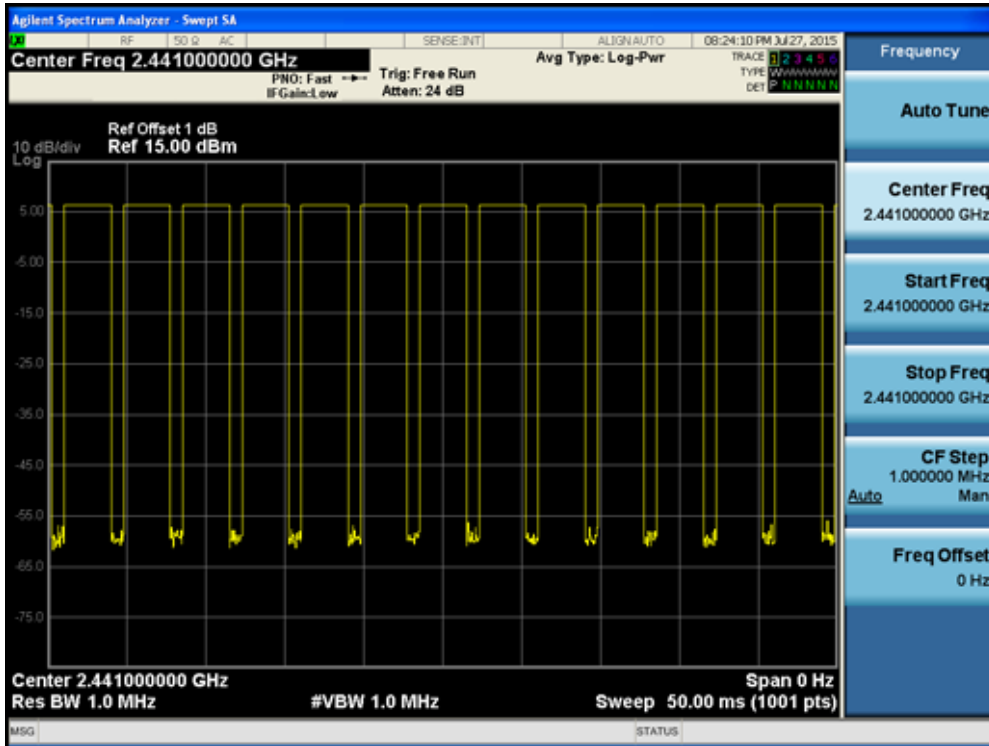 Agilent Spectrum Analyzer - Swept SA
RF 50 Ω AC SENSE:INT ALIGN AUTO 08:24:10 PM Jul 27, 2015
Center Freq 2.441000000 GHz
Avg Type: Log-Pwr
TRACE 1 2 3 4 5 6
PNO: Fast
Trig: Free Run
TYPE WWWWWW
IFGain:Low
Atten: 24 dB
DET P N N N N N
Ref Offset 1 dB
10 dB/div Ref 15.00 dBm
Log
5.00
-5.00
-15.0
-25.0
-35.0
-45.0
-55.0
-65.0
-75.0
Center 2.441000000 GHz Span 0 Hz
Res BW 1.0 MHz #VBW 1.0 MHz Sweep 50.00 ms (1001 pts)
MSG STATUS
Frequency
Auto Tune
Center Freq
2.441000000 GHz
Start Freq
2.441000000 GHz
Stop Freq
2.441000000 GHz
CF Step
1.000000 MHz
Auto Man
Freq Offset
0 Hz